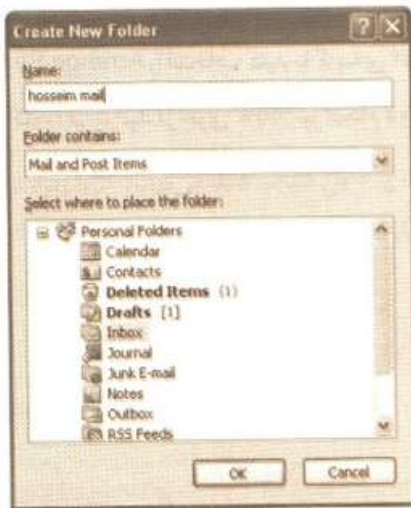 Create New Folder
Name:
hosseim mail
Folder contains:
Mail and Post Items
Select where to place the folder:
Personal Folders
Calendar
Contacts
Deleted Items (1)
Drafts [1]
Inbox
Journal
Junk E-mail
Notes
Outbox
RSS Feeds
OK
Cancel